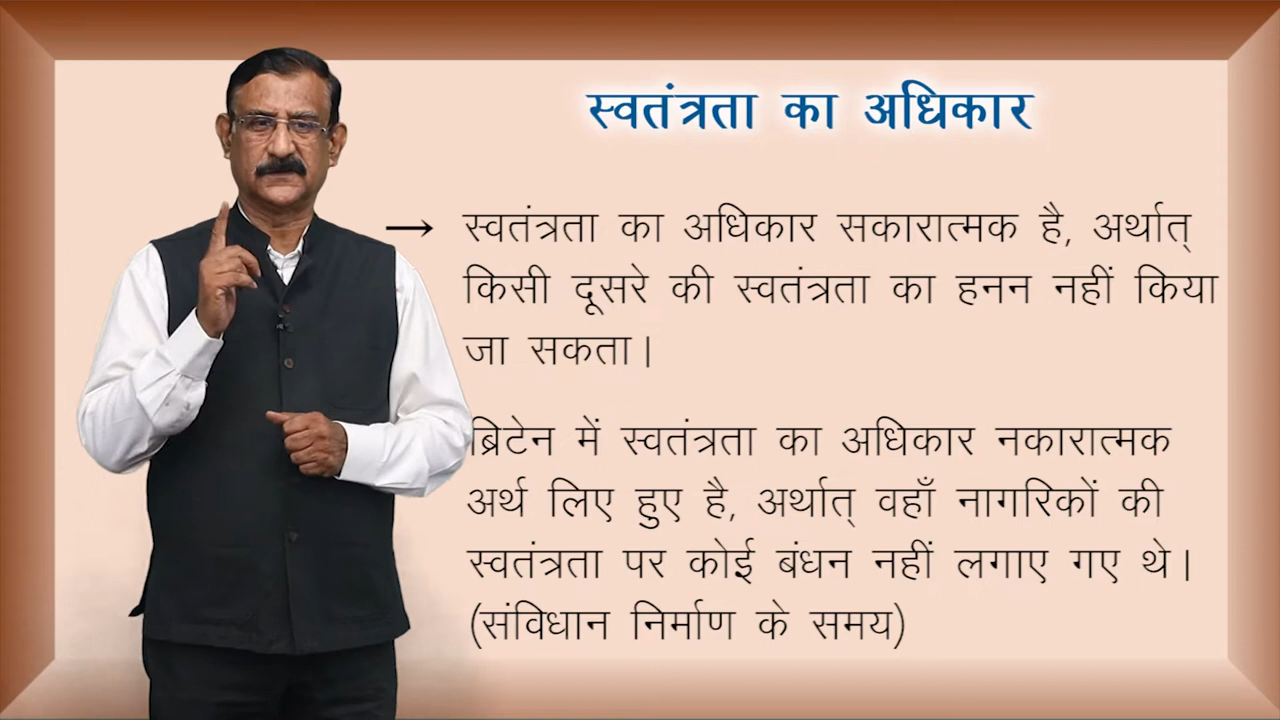 स्वतंत्रता का अधिकार
→ स्वतंत्रता का अधिकार सकारात्मक है, अर्थात्
किसी दूसरे की स्वतंत्रता का हनन नहीं किया
जा सकता।
ब्रिटेन में स्वतंत्रता का अधिकार नकारात्मक
अर्थ लिए हुए है, अर्थात् वहाँ नागरिकों की
स्वतंत्रता पर कोई बंधन नहीं लगाए गए थे।
(संविधान निर्माण के समय)